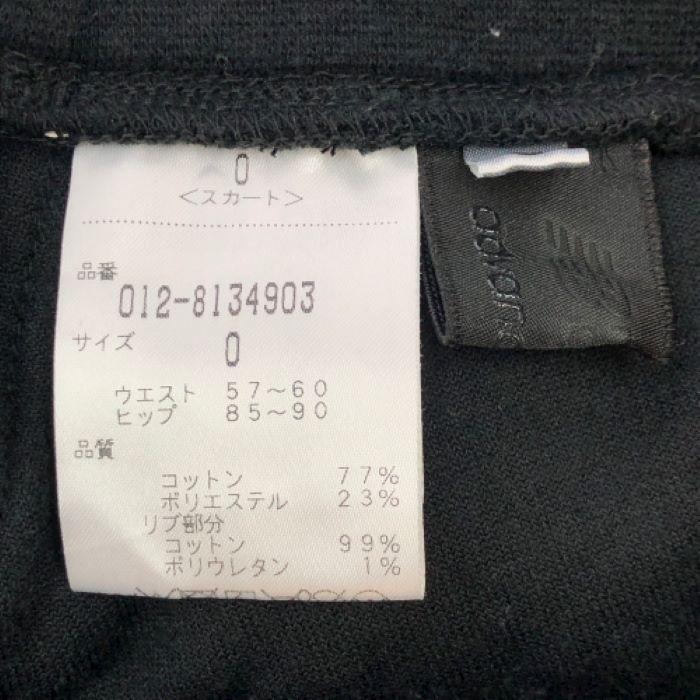 0
<スカート>
品番
012-8134903
サイズ
0
ウエスト 57～60
ヒップ 85～90
品質
コットン 77%
ポリエステル 23%
リブ部分
コットン 99%
ポリウレタン 1%